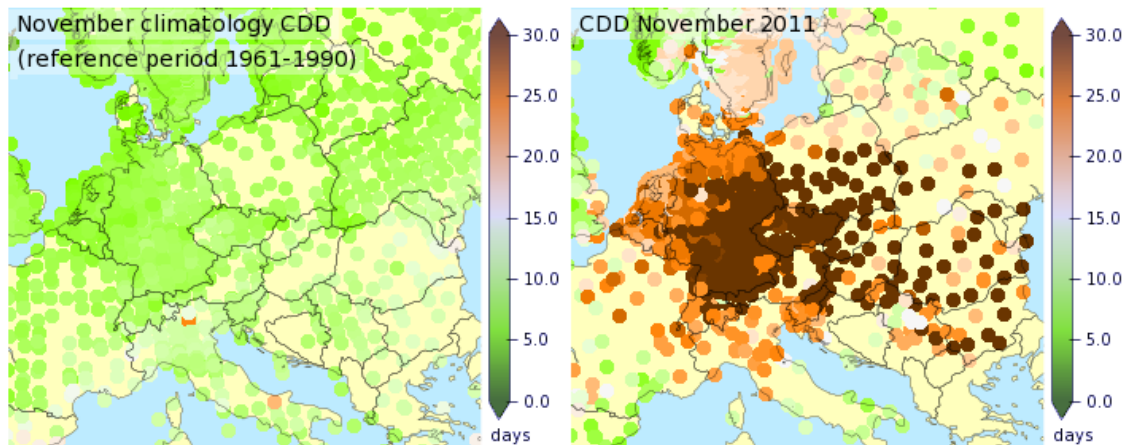 November climatology CDD
(reference period 1961-1990)
30.0
25.0
20.0
15.0
10.0
5.0
0.0
days
CDD November 2011
30.0
25.0
20.0
15.0
10.0
5.0
0.0
days